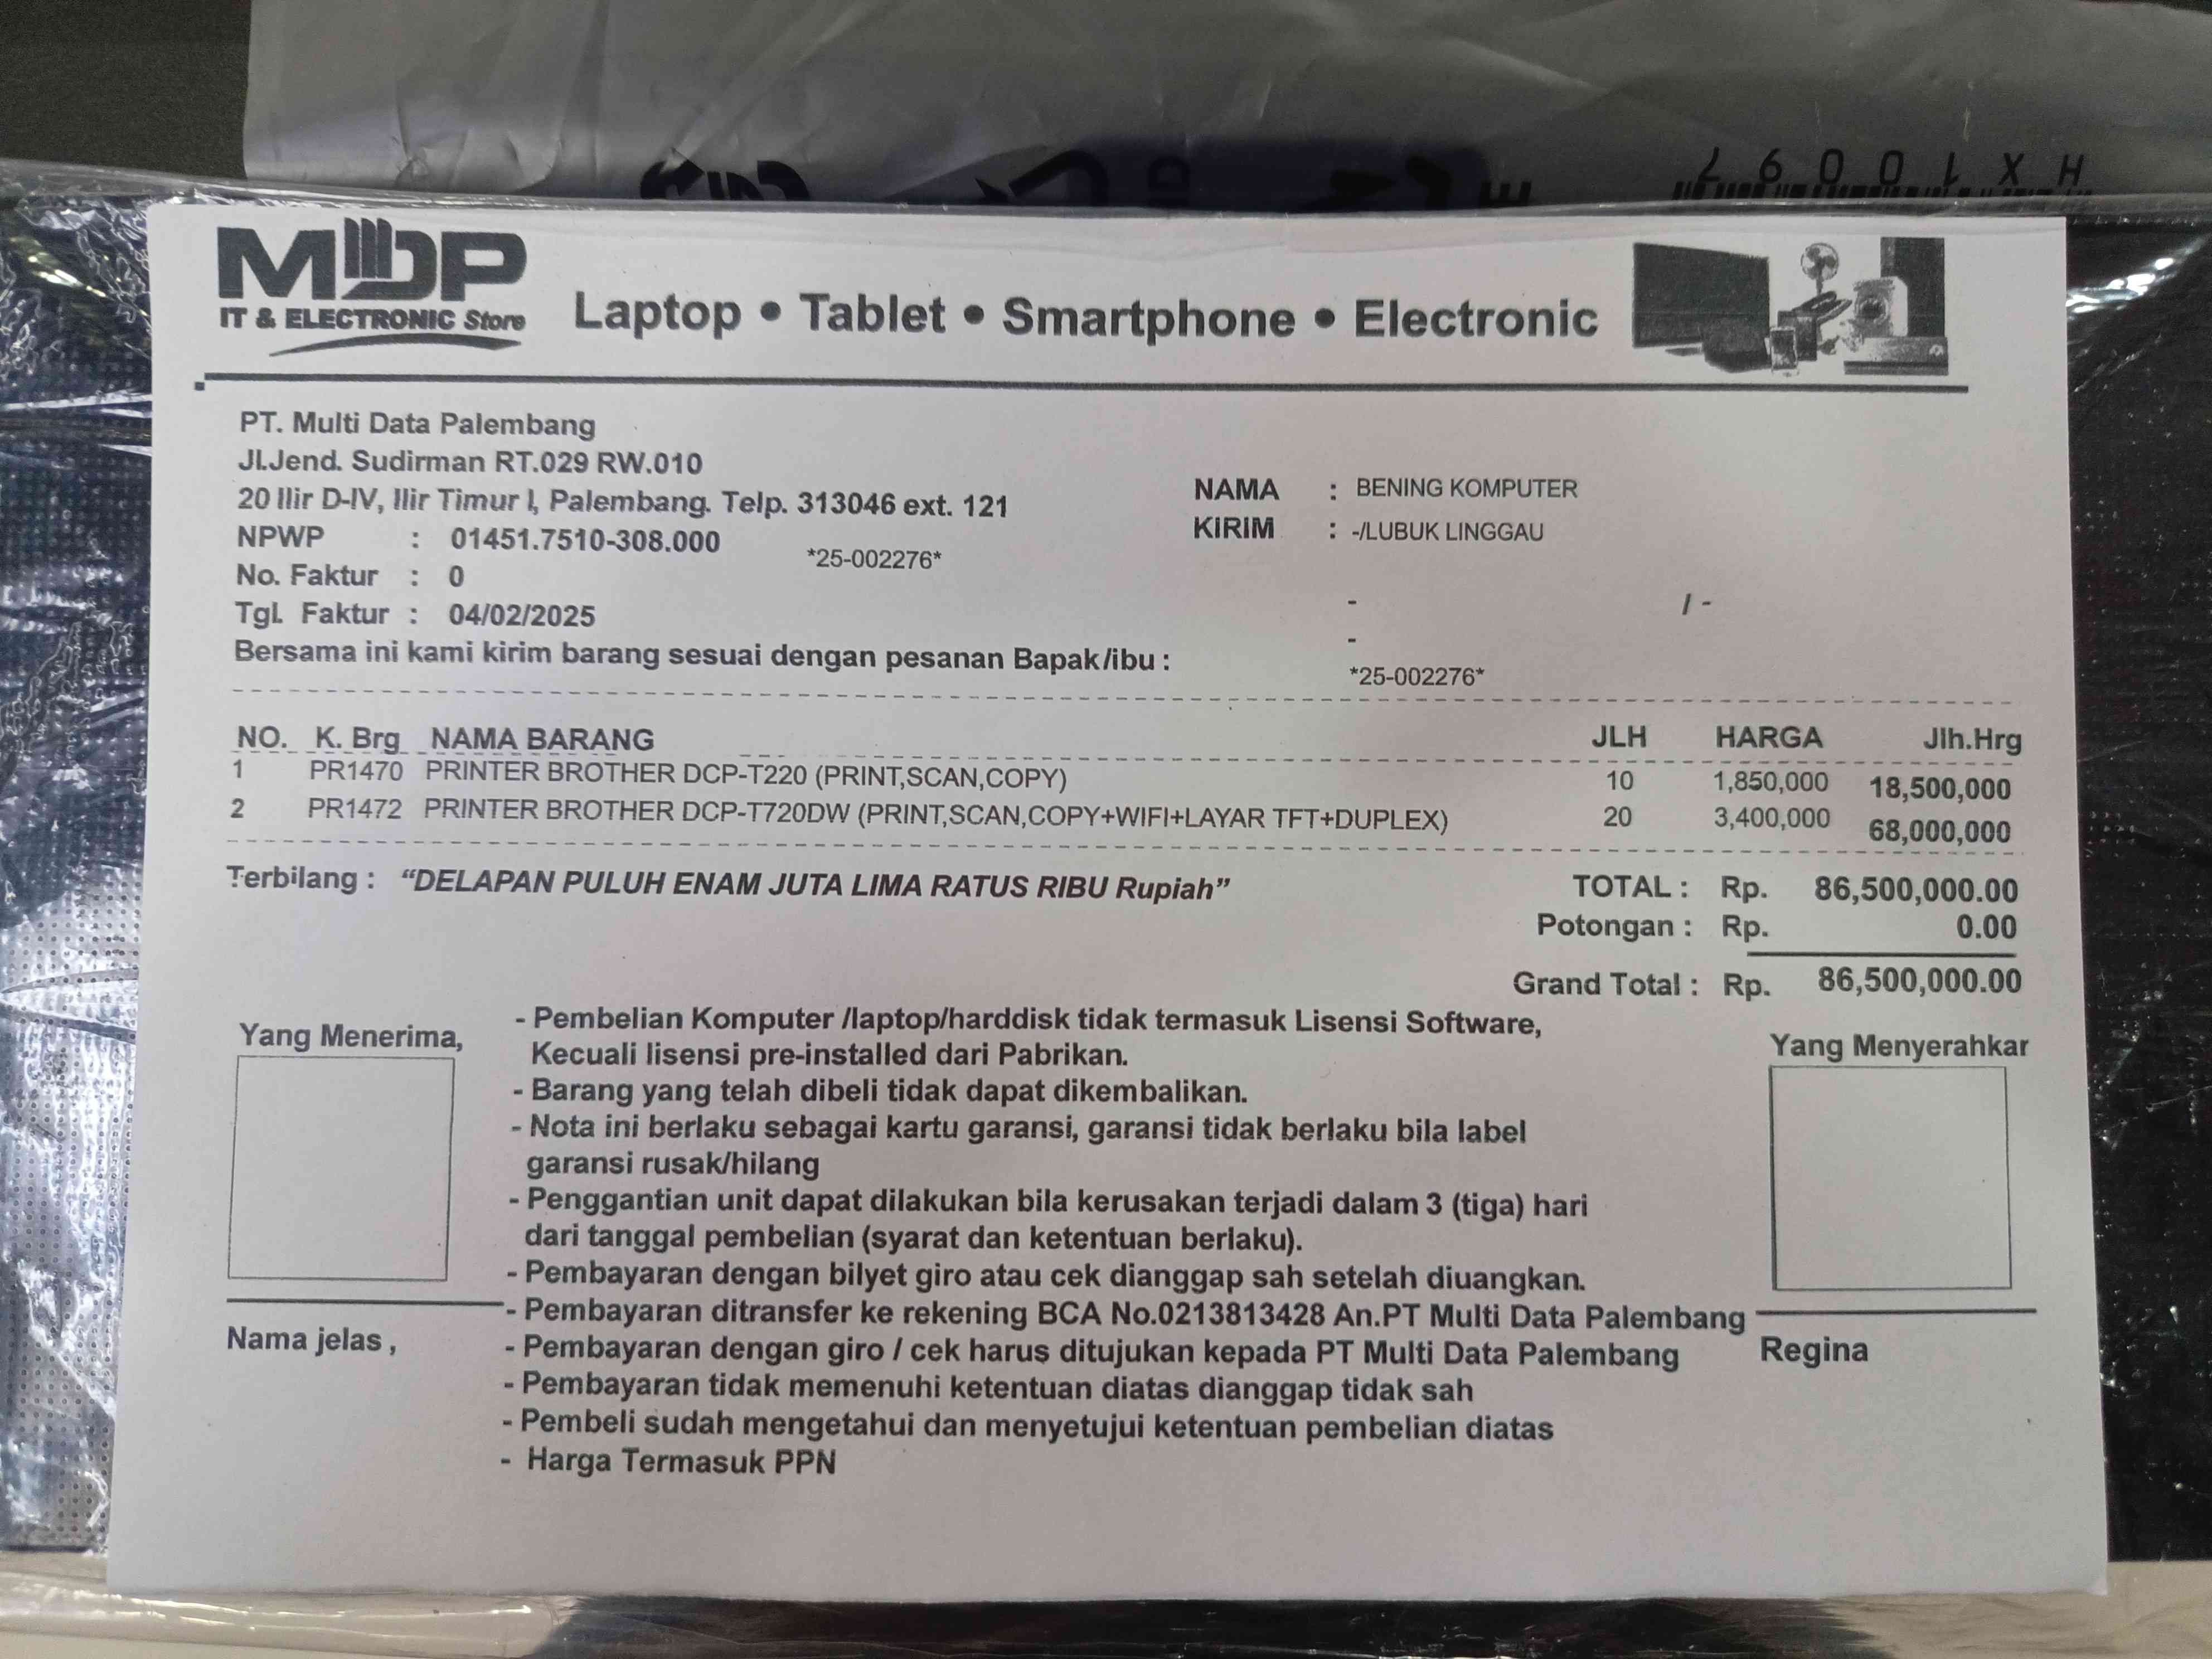 H X 1 0 0 9 7
MDP
IT & ELECTRONIC Store
Laptop • Tablet • Smartphone • Electronic
PT. Multi Data Palembang
Jl.Jend. Sudirman RT.029 RW.010
20 Ilir D-IV, Ilir Timur I, Palembang. Telp. 313046 ext. 121
NPWP : 01451.7510-308.000
*25-002276*
No. Faktur : 0
Tgl. Faktur : 04/02/2025
Bersama ini kami kirim barang sesuai dengan pesanan Bapak/ibu :
NAMA : BENING KOMPUTER
KIRIM : -/LUBUK LINGGAU
- / -
-
*25-002276*
NO. K. Brg NAMA BARANG JLH HARGA Jlh.Hrg
1 PR1470 PRINTER BROTHER DCP-T220 (PRINT,SCAN,COPY) 10 1,850,000 18,500,000
2 PR1472 PRINTER BROTHER DCP-T720DW (PRINT,SCAN,COPY+WIFI+LAYAR TFT+DUPLEX) 20 3,400,000 68,000,000
Terbilang : “DELAPAN PULUH ENAM JUTA LIMA RATUS RIBU Rupiah”
TOTAL : Rp. 86,500,000.00
Potongan : Rp. 0.00
Grand Total : Rp. 86,500,000.00
Yang Menerima,
Nama jelas ,
- Pembelian Komputer /laptop/harddisk tidak termasuk Lisensi Software,
Kecuali lisensi pre-installed dari Pabrikan.
- Barang yang telah dibeli tidak dapat dikembalikan.
- Nota ini berlaku sebagai kartu garansi, garansi tidak berlaku bila label
garansi rusak/hilang
- Penggantian unit dapat dilakukan bila kerusakan terjadi dalam 3 (tiga) hari
dari tanggal pembelian (syarat dan ketentuan berlaku).
- Pembayaran dengan bilyet giro atau cek dianggap sah setelah diuangkan.
- Pembayaran ditransfer ke rekening BCA No.0213813428 An.PT Multi Data Palembang
- Pembayaran dengan giro / cek harus ditujukan kepada PT Multi Data Palembang
- Pembayaran tidak memenuhi ketentuan diatas dianggap tidak sah
- Pembeli sudah mengetahui dan menyetujui ketentuan pembelian diatas
- Harga Termasuk PPN
Yang Menyerahkar
Regina